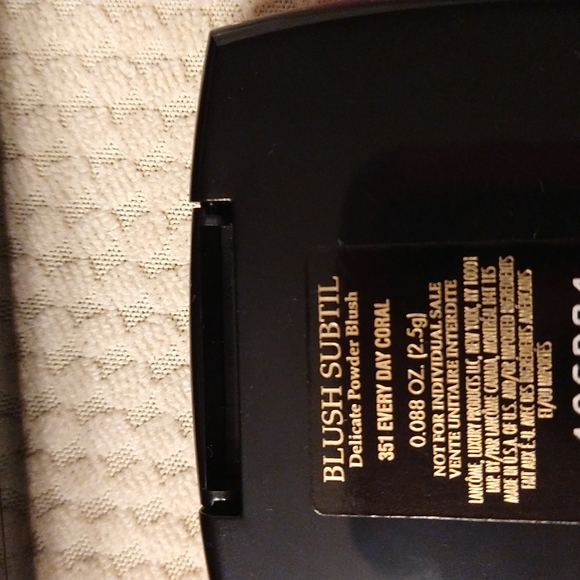 BLUSH SUBTIL
Delicate Powder Blush
351 EVERY DAY CORAL
0.088 OZ. (2.5g)
NOT FOR INDIVIDUAL SALE
VENTE UNITAIRE INTERDITE
LANCÔME, LUXURY PRODUCTS LLC, NEW YORK, NY 10001
IMP. BY/POR LANCÔME CANADA, MONTRÉAL H4T 1K5
MADE IN U.S.A. OF U.S. AND/OR IMPORTED INGREDIENTS
FAIT AUX É.-U. AVEC DES INGRÉDIENTS AMÉRICAINS
ET/OU IMPORTÉS